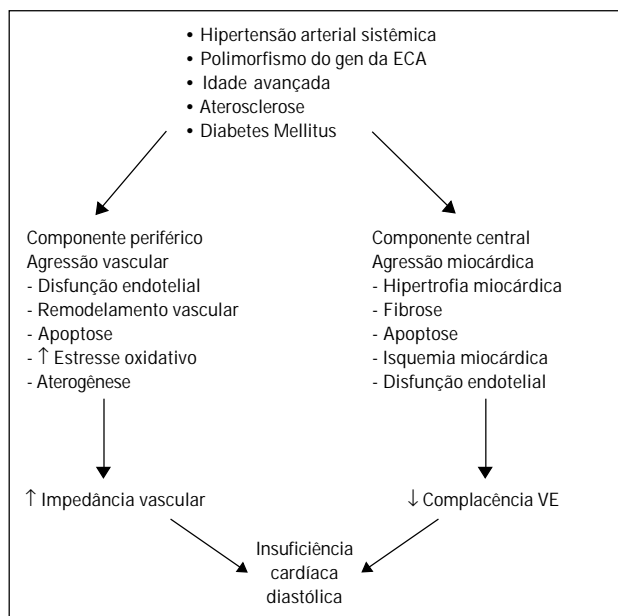 • Hipertensão arterial sistêmica
• Polimorfismo do gen da ECA
• Idade avançada
• Aterosclerose
• Diabetes Mellitus
Componente periférico
Agressão vascular
- Disfunção endotelial
- Remodelamento vascular
- Apoptose
- ↑ Estresse oxidativo
- Aterogênese
↑ Impedância vascular
Componente central
Agressão miocárdica
- Hipertrofia miocárdica
- Fibrose
- Apoptose
- Isquemia miocárdica
- Disfunção endotelial
↓ Complacência VE
Insuficiência
cardíaca
diastólica